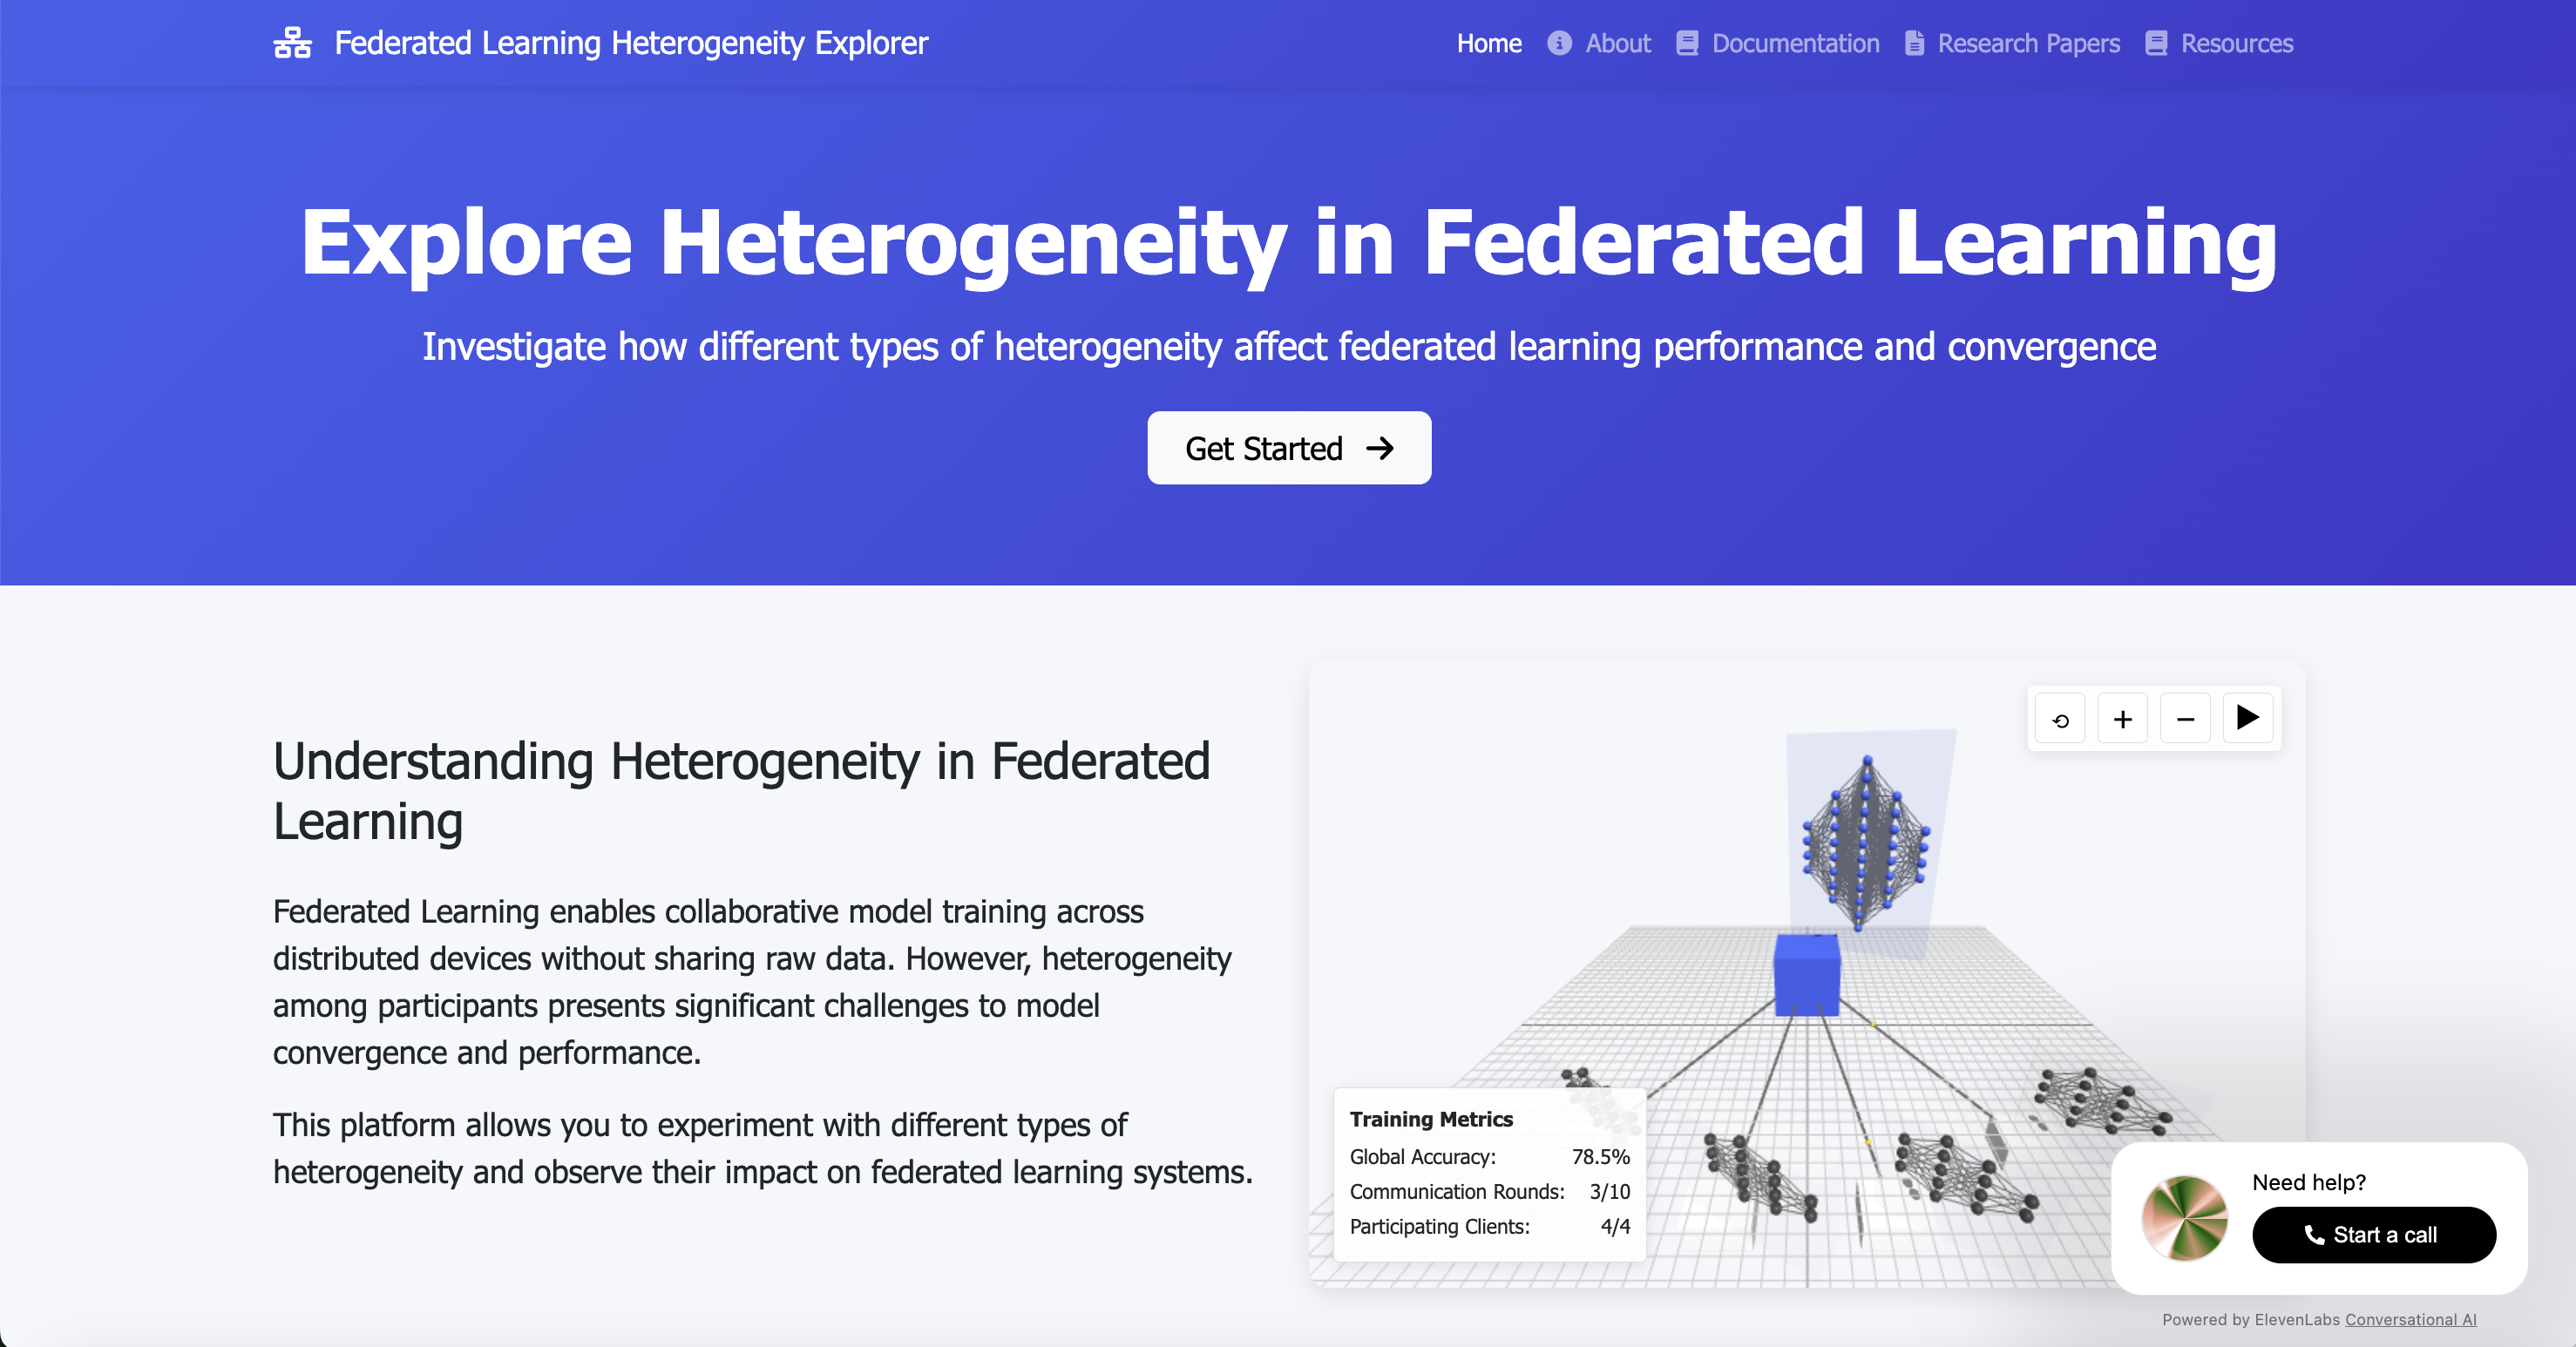 Federated Learning Heterogeneity Explorer
Home About Documentation Research Papers Resources
Explore Heterogeneity in Federated Learning
Investigate how different types of heterogeneity affect federated learning performance and convergence
Get Started →
Understanding Heterogeneity in Federated
Learning
Federated Learning enables collaborative model training across
distributed devices without sharing raw data. However, heterogeneity
among participants presents significant challenges to model
convergence and performance.
This platform allows you to experiment with different types of
heterogeneity and observe their impact on federated learning systems.
⟲ + − ▶
Training Metrics
Global Accuracy: 78.5%
Communication Rounds: 3/10
Participating Clients: 4/4
Need help?
Start a call
Powered by ElevenLabs Conversational AI